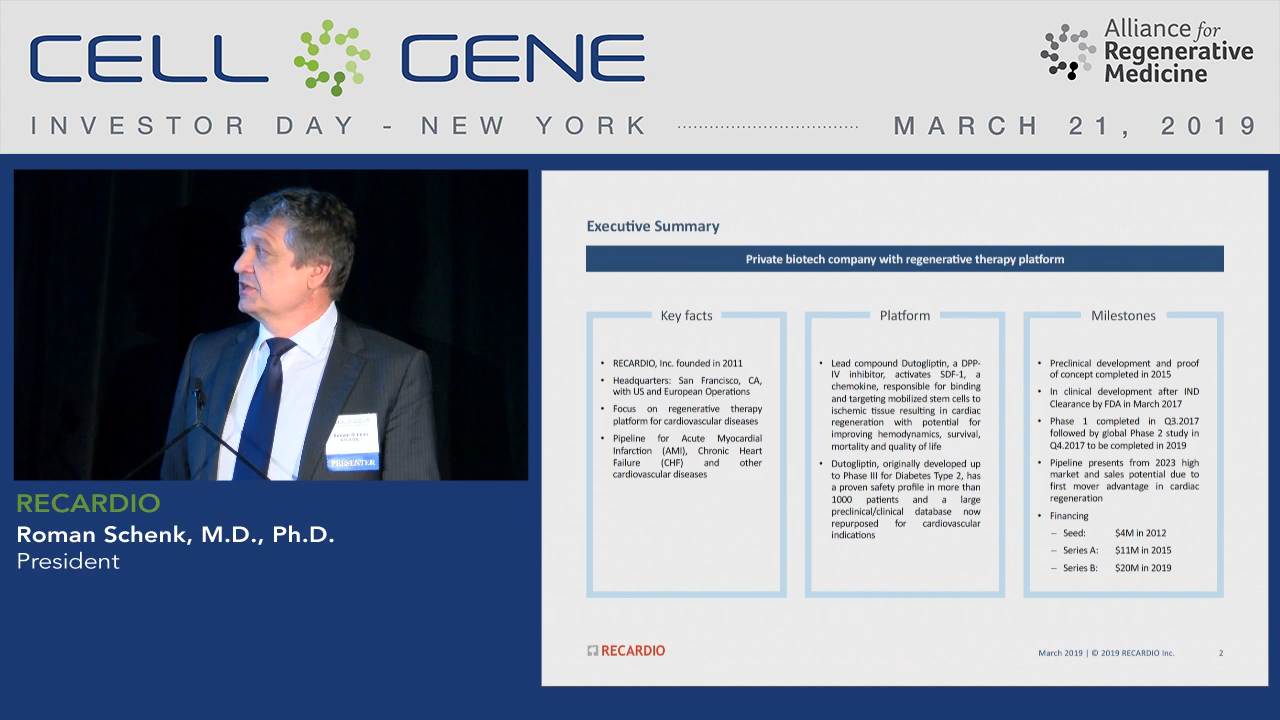 CELL GENE
Alliance for
Regenerative
Medicine
INVESTOR DAY - NEW YORK
MARCH 21, 2019
PRESENTER
RECARDIO
Roman Schenk, M.D., Ph.D.
President
Executive Summary
Private biotech company with regenerative therapy platform
Key facts
• RECARDIO, Inc. founded in 2011
• Headquarters: San Francisco, CA,
with US and European Operations
• Focus on regenerative therapy
platform for cardiovascular diseases
• Pipeline for Acute Myocardial
Infarction (AMI), Chronic Heart
Failure (CHF) and other
cardiovascular diseases
Platform
• Lead compound Dutogliptin, a DPP-
IV inhibitor, activates SDF-1, a
chemokine, responsible for binding
and targeting mobilized stem cells to
ischemic tissue resulting in cardiac
regeneration with potential for
improving hemodynics, survival,
mortality and quality of life
• Dutogliptin, originally developed up
to Phase III for Diabetes Type 2, has
a proven safety profile in more than
1000 patients and a large
preclinical/clinical database now
repurposed for cardiovascular
indications
Milestones
• Preclinical development and proof
of concept completed in 2015
• In clinical development after IND
Clearance by FDA in March 2017
• Phase 1 completed in Q3.2017
followed by global Phase 2 study in
Q4.2017 to be completed in 2019
• Pipeline presents from 2023 high
market and sales potential due to
first mover advantage in cardiac
regeneration
• Financing
– Seed: $4M in 2012
– Series A: $11M in 2015
– Series B: $20M in 2019
RECARDIO
March 2019 | © 2019 RECARDIO Inc.
2